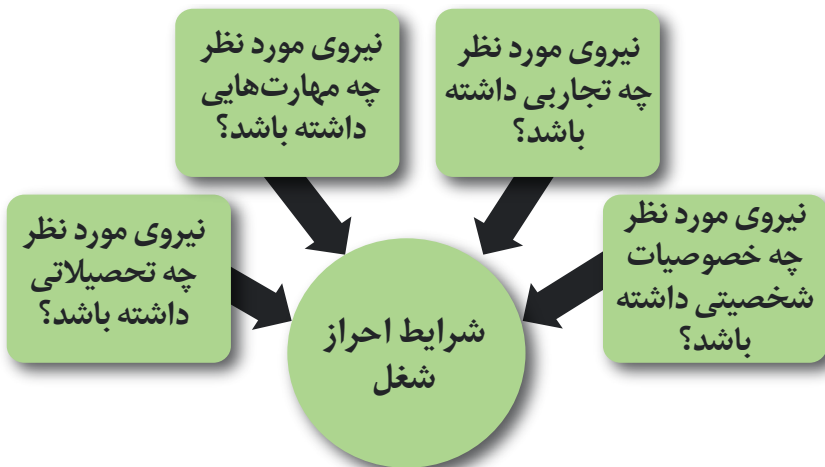 نیروی مورد نظر
چه تجاربی داشته
باشد؟
نیروی مورد نظر
چه مهارت‌هایی
داشته باشد؟
نیروی مورد نظر
چه خصوصیات
شخصیتی داشته
باشد؟
نیروی مورد نظر
چه تحصیلاتی
داشته باشد؟
شرایط احراز
شغل